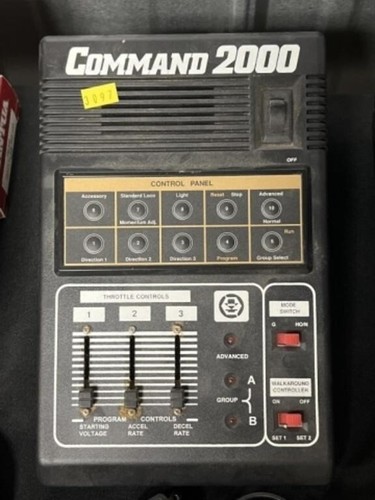 COMMAND 2000
3092
OFF
CONTROL PANEL
Accessory Standard Loco Light Reset Stop Advanced
Momentum Adj. Normal
Run
Direction 1 Direction 2 Direction 3 Program Group Select
THROTTLE CONTROLS
1 2 3
MODE SWITCH
G HO/N
ADVANCED
A
GROUP
B
WALKAROUND CONTROLLER
ON OFF
SET 1 SET 2
PROGRAM CONTROLS
STARTING VOLTAGE
ACCEL RATE
DECEL RATE